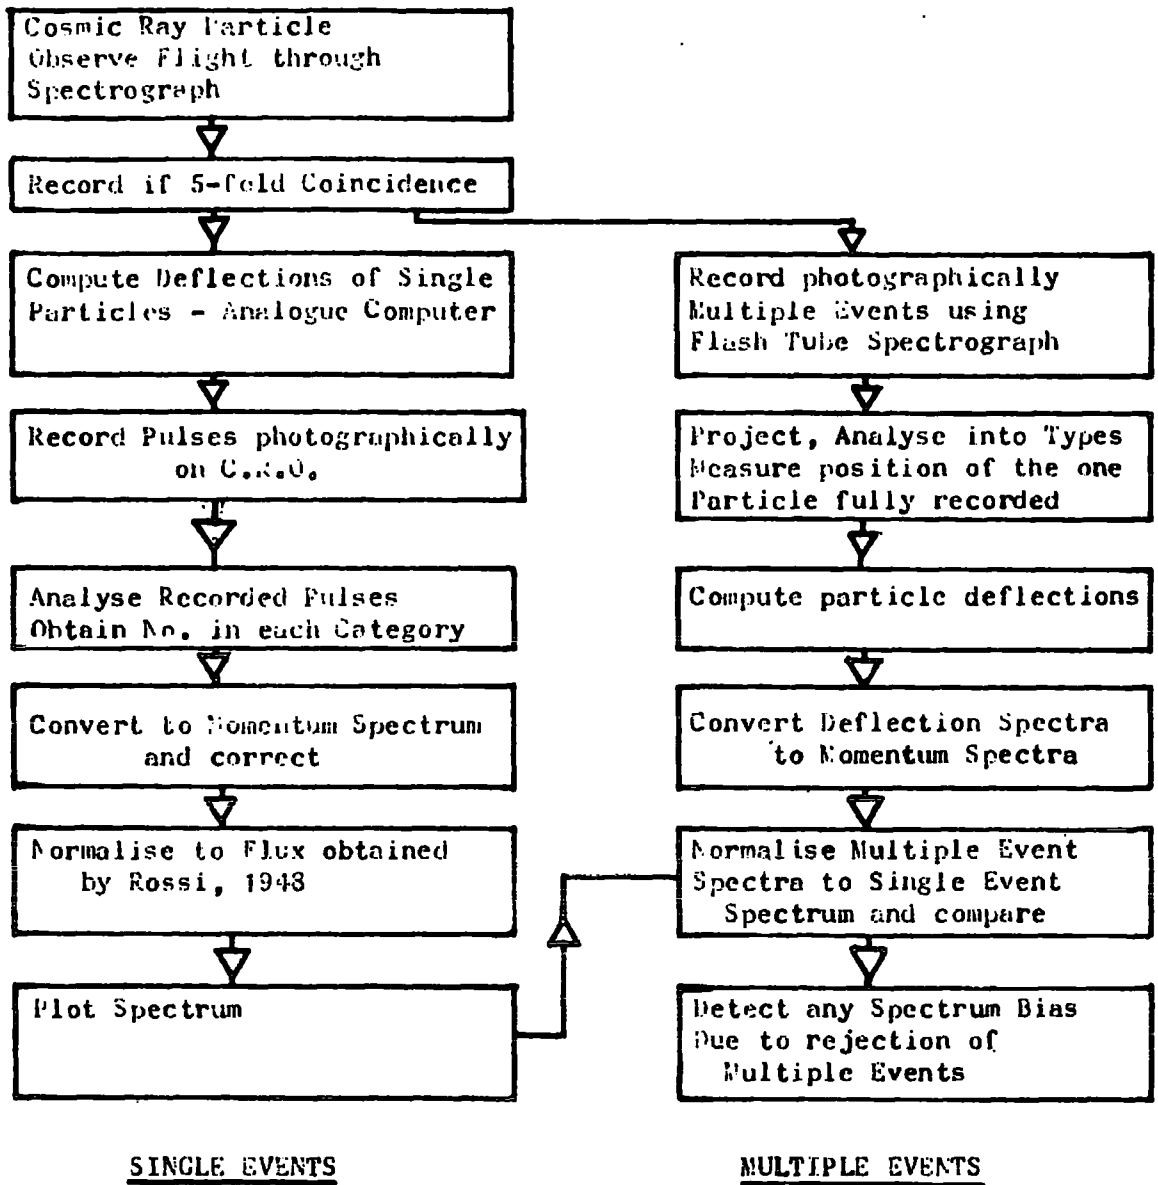 Cosmic Ray Particle
Observe Flight through
Spectrograph
Record if 5-fold Coincidence
Compute Deflections of Single
Particles - Analogue Computer
Record Pulses photographically
on C.R.O.
Analyse Recorded Pulses
Obtain No. in each Category
Convert to Momentum Spectrum
and correct
Normalise to Flux obtained
by Rossi, 1948
Plot Spectrum
SINGLE EVENTS
Record photographically
Multiple Events using
Flash Tube Spectrograph
Project, Analyse into Types
Measure position of the one
Particle fully recorded
Compute particle deflections
Convert Deflection Spectra
to Momentum Spectra
Normalise Multiple Event
Spectra to Single Event
Spectrum and compare
Detect any Spectrum Bias
Due to rejection of
Multiple Events
MULTIPLE EVENTS